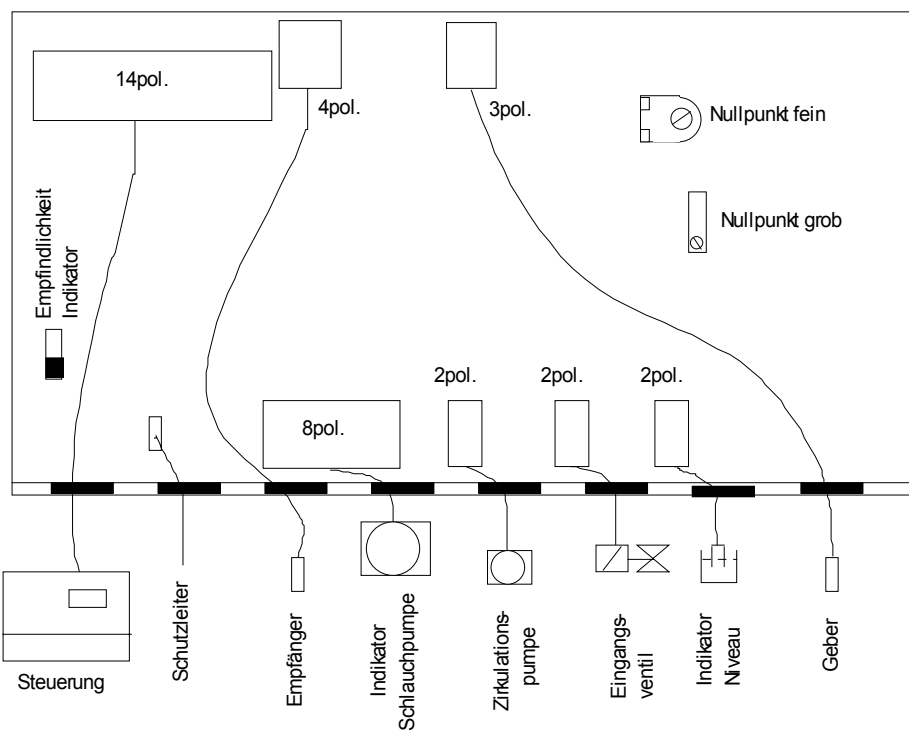 14pol.
4pol.
3pol.
Nullpunkt fein
Nullpunkt grob
Empfindlichkeit
Indikator
2pol.
2pol.
2pol.
8pol.
Steuerung
Schutzleiter
Empfänger
Indikator
Schlauchpumpe
Zirkulations-
pumpe
Eingangs-
ventil
Indikator
Niveau
Geber